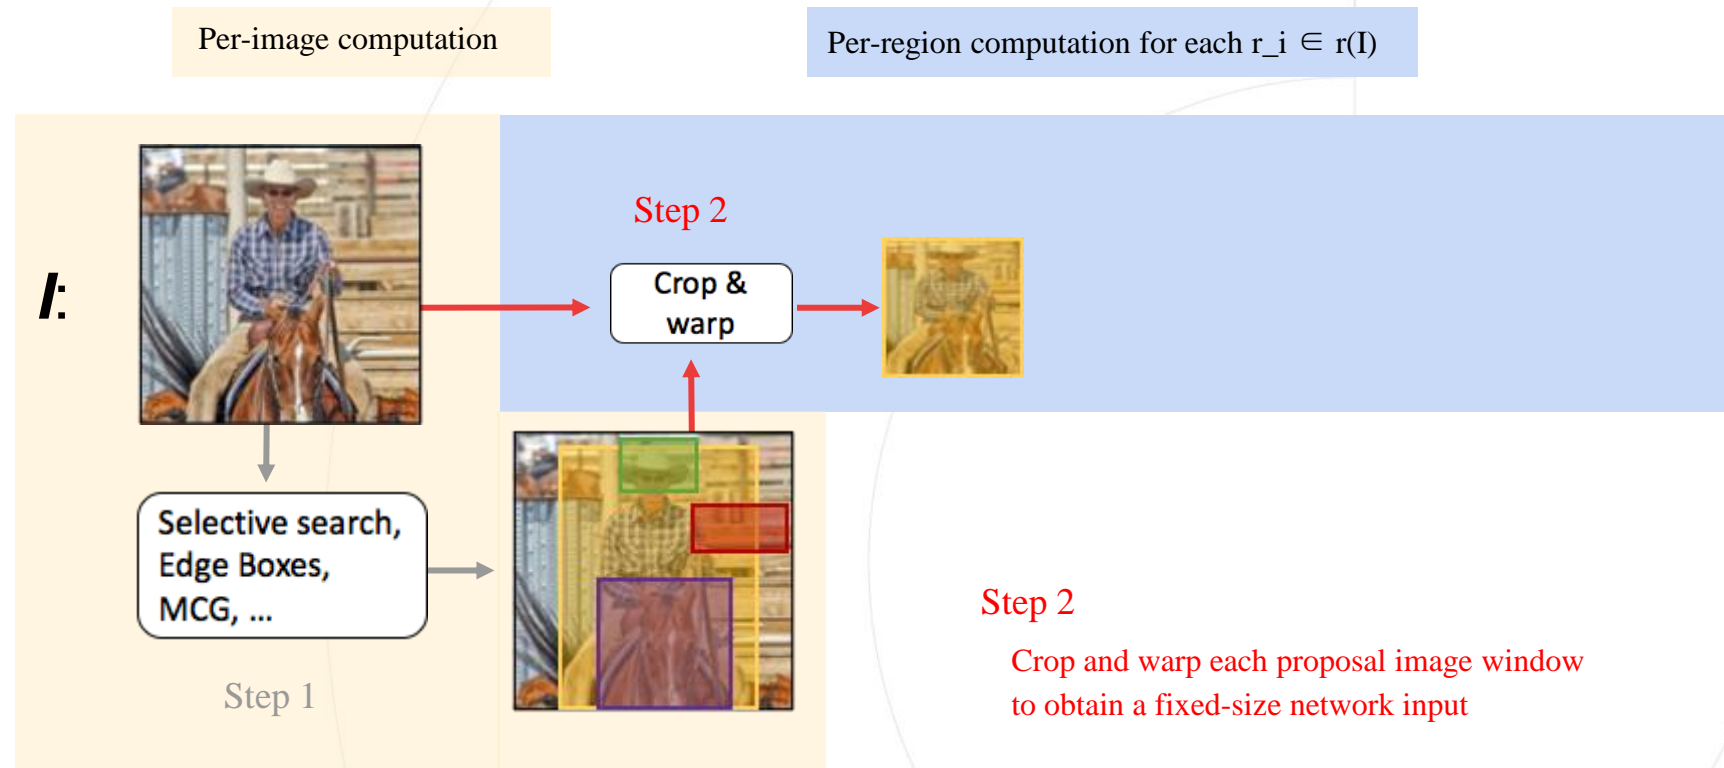 Per-image computation
Per-region computation for each r_i ∈ r(I)
Step 2
I:
Crop &
warp
Selective search,
Edge Boxes,
MCG, ...
Step 1
Step 2
Crop and warp each proposal image window
to obtain a fixed-size network input